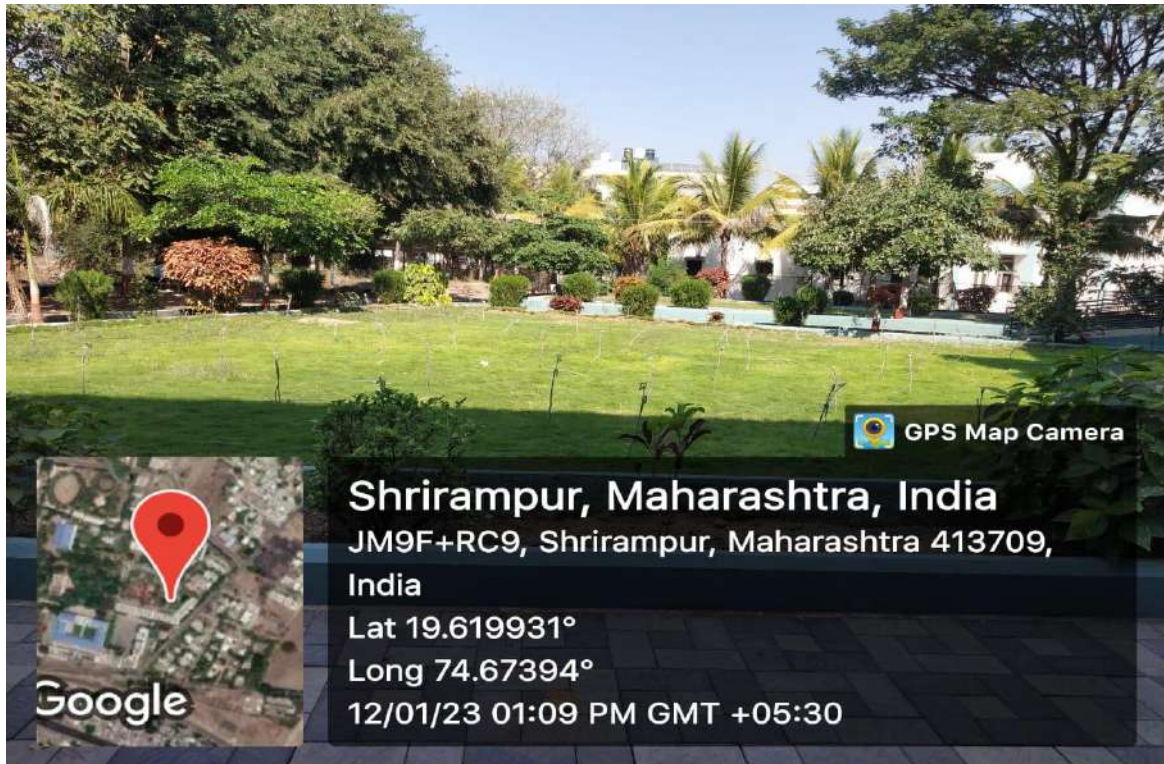 GPS Map Camera
Shrirampur, Maharashtra, India
JM9F+RC9, Shrirampur, Maharashtra 413709,
India
Lat 19.619931°
Long 74.67394°
12/01/23 01:09 PM GMT +05:30
Google